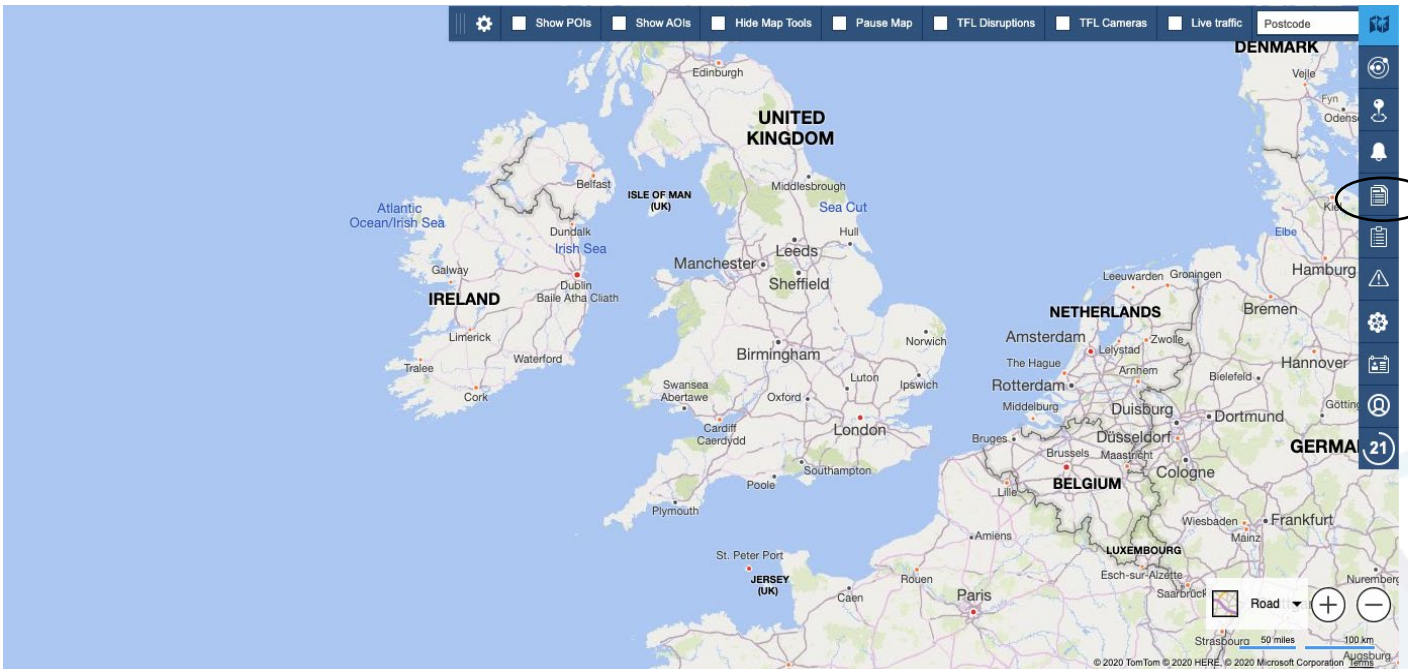 Show POIs
Show AOIs
Hide Map Tools
Pause Map
TFL Disruptions
TFL Cameras
Live traffic
Postcode
DENMARK
Edinburgh
Vejle
Fyn
UNITED
KINGDOM
Belfast
ISLE OF MAN
(UK)
Middlesbrough
Atlantic
Ocean/Irish Sea
Sea Cut
Kiel
Dundalk
Hull
Elbe
Irish Sea
Leeds
Manchester
Galway
Sheffield
Leeuwarden
Groningen
Hamburg
Dublin
Baile Atha Cliath
IRELAND
NETHERLANDS
Bremen
Limerick
Norwich
Amsterdam
Zwolle
Lelystad
Birmingham
Waterford
Tralee
The Hague
Arnhem
Hannover
Bielefeld
Luton
Ipswich
Swansea
Abertawe
Oxford
Rotterdam
Cork
Middelburg
Duisburg
Dortmund
Cardiff
Caerdydd
London
Bruges
Düsseldorf
Brussels
Maastricht
GERMA
21
Southampton
Cologne
BELGIUM
Poole
Lille
Plymouth
Wiesbaden
Frankfurt
Amiens
Mainz
LUXEMBOURG
St. Peter Port
Esch-sur-Alzette
JERSEY
(UK)
Rouen
Caen
Paris
Saarbrück
Road
Strasbourg
50 miles
100 km
Augsburg
© 2020 TomTom © 2020 HERE, © 2020 Microsoft Corporation Terms